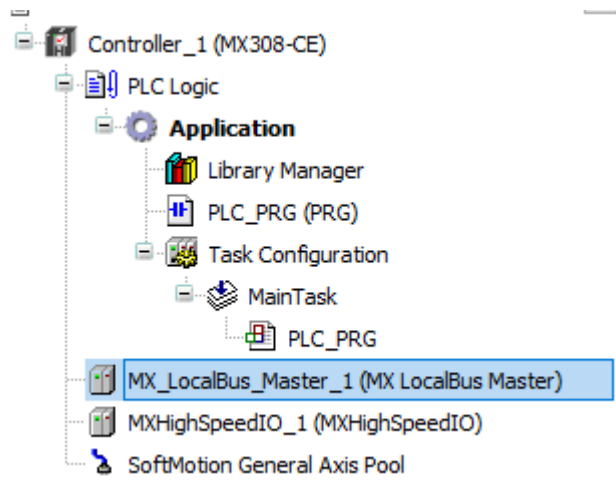 Controller_1 (MX308-CE)
PLC Logic
Application
Library Manager
PLC_PRG (PRG)
Task Configuration
MainTask
PLC_PRG
MX_LocalBus_Master_1 (MX LocalBus Master)
MXHighSpeedIO_1 (MXHighSpeedIO)
SoftMotion General Axis Pool